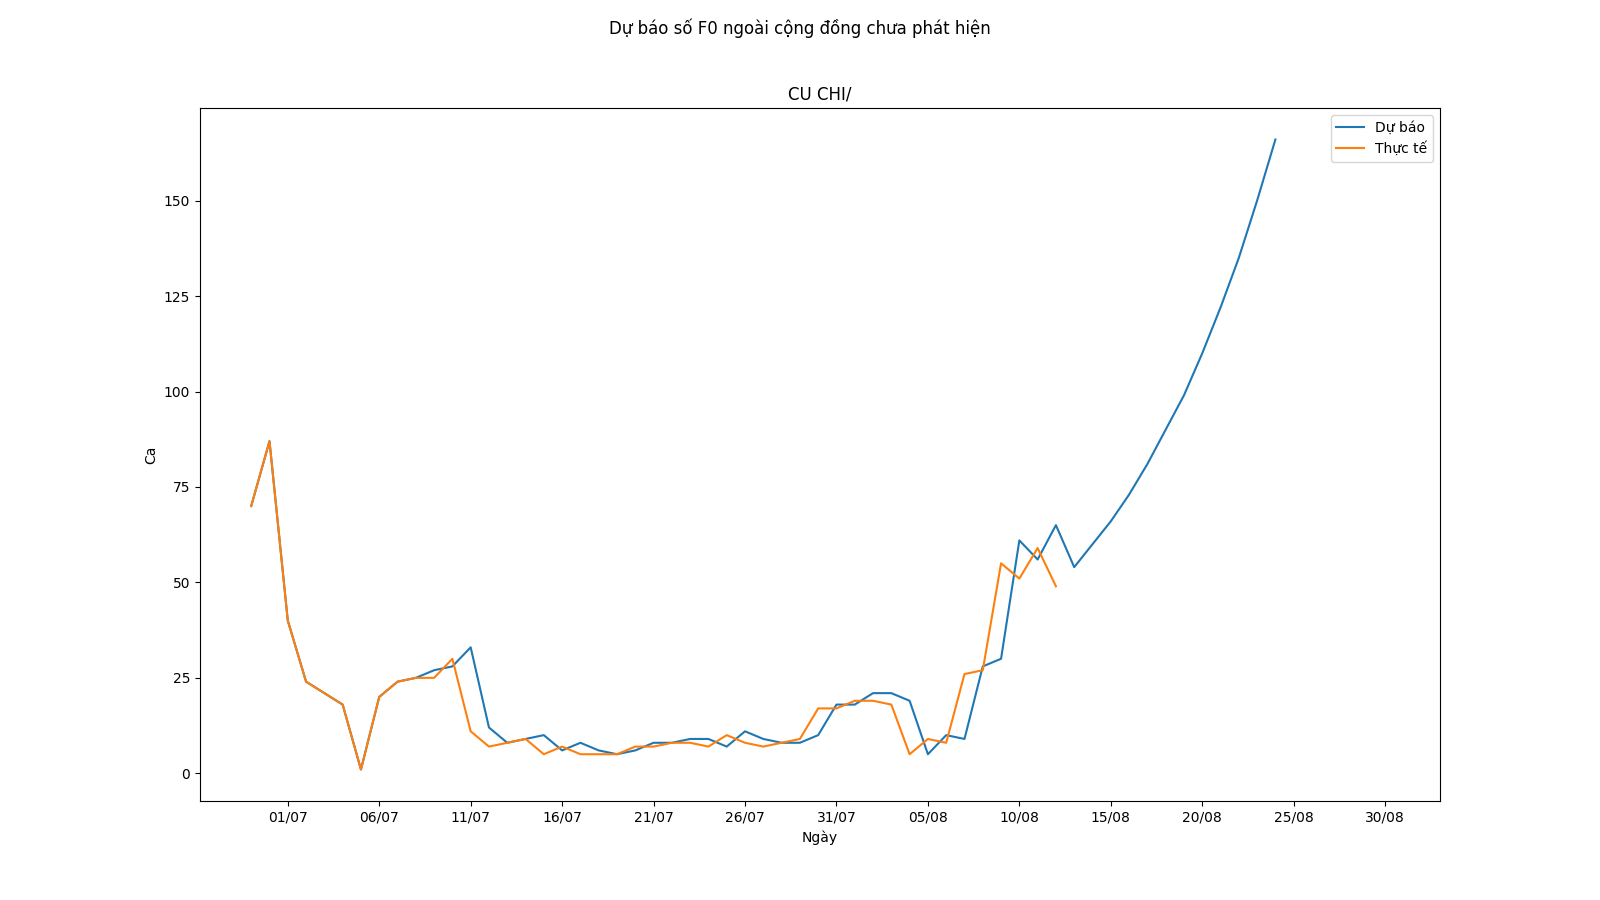 Dự báo số F0 ngoài cộng đồng chưa phát hiện
CU CHI/
Dự báo
Thực tế
150
125
100
75
50
25
0
Ca
01/07 06/07 11/07 16/07 21/07 26/07 31/07 05/08 10/08 15/08 20/08 25/08 30/08
Ngày